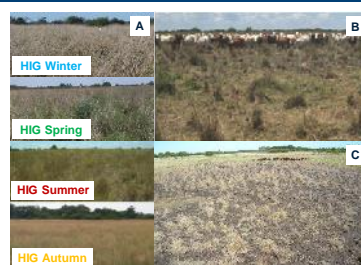 A
HIG Winter
HIG Spring
HIG Summer
HIG Autumn
B
C